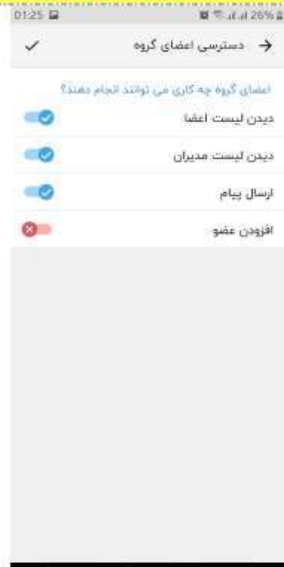 01:25 26%
دسترسی اعضای گروه
اعضای گروه چه کاری می توانند انجام دهند؟
دیدن لیست اعضا
دیدن لیست مدیران
ارسال پیام
افزودن عضو